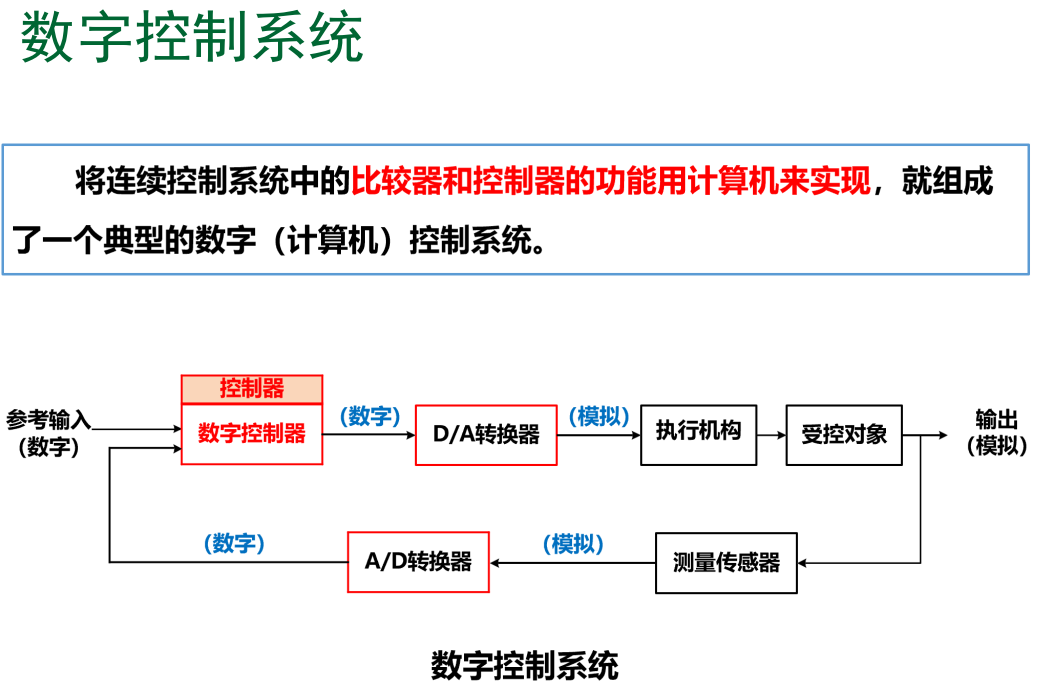 数字控制系统
将连续控制系统中的比较器和控制器的功能用计算机来实现，就组成
了一个典型的数字（计算机）控制系统。
控制器
参考输入
（数字）
数字控制器
（数字）
D/A转换器
（模拟）
执行机构
受控对象
输出
（模拟）
（数字）
A/D转换器
（模拟）
测量传感器
数字控制系统